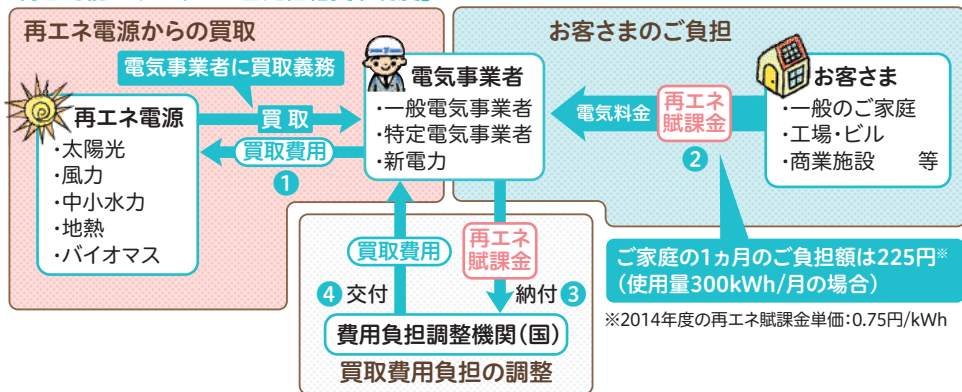 再エネ電源からの買取
お客さまのご負担
電気事業者に買取義務
再エネ電源
・太陽光
・風力
・中小水力
・地熱
・バイオマス
買取
買取費用
❶
電気事業者
・一般電気事業者
・特定電気事業者
・新電力
電気料金
再エネ
賦課金
❷
お客さま
・一般のご家庭
・工場・ビル
・商業施設 等
買取費用
再エネ
賦課金
❹交付
納付❸
費用負担調整機関(国)
買取費用負担の調整
ご家庭の1ヵ月のご負担額は225円※
(使用量300kWh/月の場合)
※2014年度の再エネ賦課金単価:0.75円/kWh